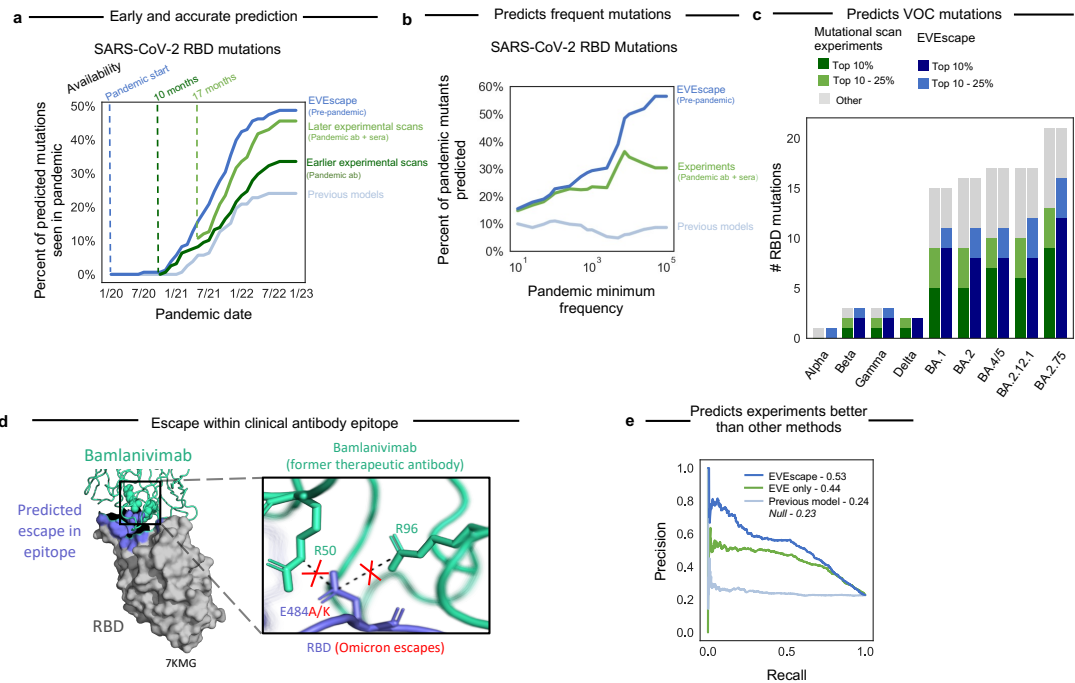 a
Early and accurate prediction
SARS-CoV-2 RBD mutations
Availability
Pandemic start
10 months
17 months
Percent of predicted mutations
seen in pandemic
50%
40%
30%
20%
10%
0%
1/20
7/20
1/21
7/21
1/22
7/22
1/23
Pandemic date
EVEscape
(Pre-pandemic)
Later experimental scans
(Pandemic ab + sera)
Earlier experimental scans
(Pandemic ab)
Previous models
b
Predicts frequent mutations
SARS-CoV-2 RBD Mutations
Percent of pandemic mutants
predicted
60%
50%
40%
30%
20%
10%
0%
10^1
10^3
10^5
Pandemic minimum
frequency
EVEscape
(Pre-pandemic)
Experiments
(Pandemic ab + sera)
Previous models
c
Predicts VOC mutations
Mutational scan
experiments
Top 10%
Top 10 - 25%
Other
EVEscape
Top 10%
Top 10 - 25%
# RBD mutations
20
15
10
5
0
Alpha
Beta
Gamma
Delta
BA.1
BA.2
BA.4/5
BA.2.12.1
BA.2.75
d
Escape within clinical antibody epitope
Bamlanivimab
Predicted
escape in
epitope
RBD
7KMG
Bamlanivimab
(former therapeutic antibody)
R50
R96
E484A/K
RBD (Omicron escapes)
e
Predicts experiments better
than other methods
Precision
1.0
0.8
0.6
0.4
0.2
0.0
0.0
0.5
1.0
Recall
EVEscape - 0.53
EVE only - 0.44
Previous model - 0.24
Null - 0.23